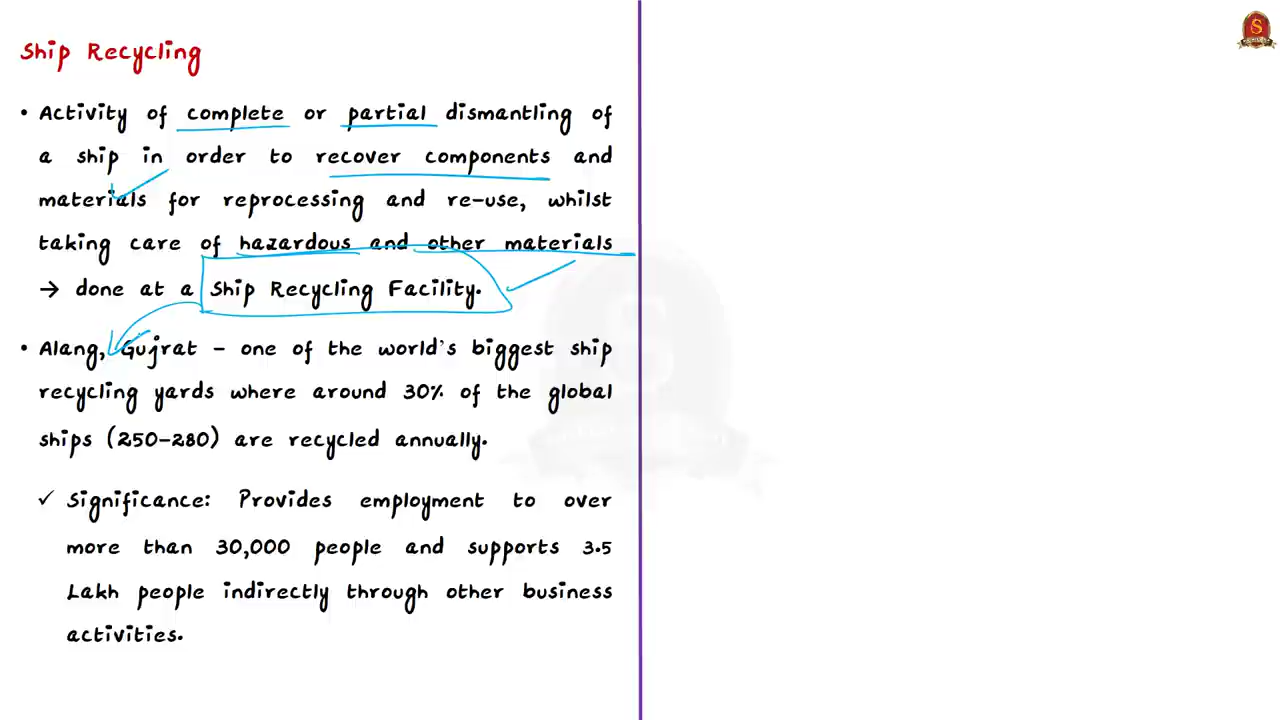 Ship Recycling
• Activity of complete or partial dismantling of
a ship in order to recover components and
materials for reprocessing and re-use, whilst
taking care of hazardous and other materials
→ done at a Ship Recycling Facility.
• Alang, Gujrat - one of the world's biggest ship
recycling yards where around 30% of the global
ships (250-280) are recycled annually.
✓ Significance: Provides employment to over
more than 30,000 people and supports 3.5
Lakh people indirectly through other business
activities.
S